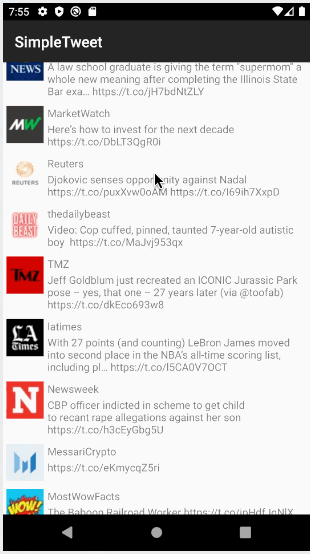 7:55
SimpleTweet
NEWS
A law school graduate is giving the term "supermom" a
whole new meaning after completing the Illinois State
Bar exa... https://t.co/jH7bdNtZLY
MarketWatch
MW
Here's how to invest for the next decade
https://t.co/DbLT3QgR0i
Reuters
REUTERS
Djokovic senses opportunity against Nadal
https://t.co/puxXvw0oAM https://t.co/I69ih7XxpD
thedailybeast
DAILY
BEAST
Video: Cop cuffed, pinned, taunted 7-year-old autistic
boy https://t.co/MaJvj953qx
TMZ
TMZ
Jeff Goldblum just recreated an ICONIC Jurassic Park
pose – yes, that one – 27 years later (via @toofab)
https://t.co/dkEco693w8
latimes
LA
Times
With 27 points (and counting) LeBron James moved
into second place in the NBA's all-time scoring list,
including pl... https://t.co/I5CA0V7OCT
Newsweek
N
CBP officer indicted in scheme to get child
to recant rape allegations against her son
https://t.co/h3cEyGbg5U
MessariCrypto
https://t.co/eKmycqZ5ri
MostWowFacts
WOW!
The Baboon Railroad Worker